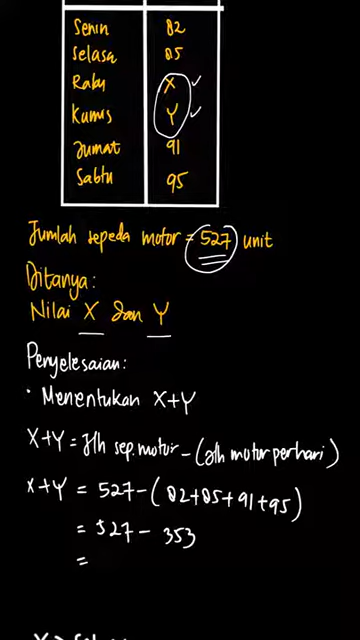 Senin 82
Selasa 85
Rabu X
Kamis Y
Jumat 91
Sabtu 95
Jumlah sepeda motor = 527 unit
Ditanya:
Nilai X dan Y
Penyelesaian:
• Menentukan X+Y
X+Y = Jlh sep. motor - (Jlh motor perhari)
X+Y = 527 - (82+85+91+95)
= 527 - 353
=